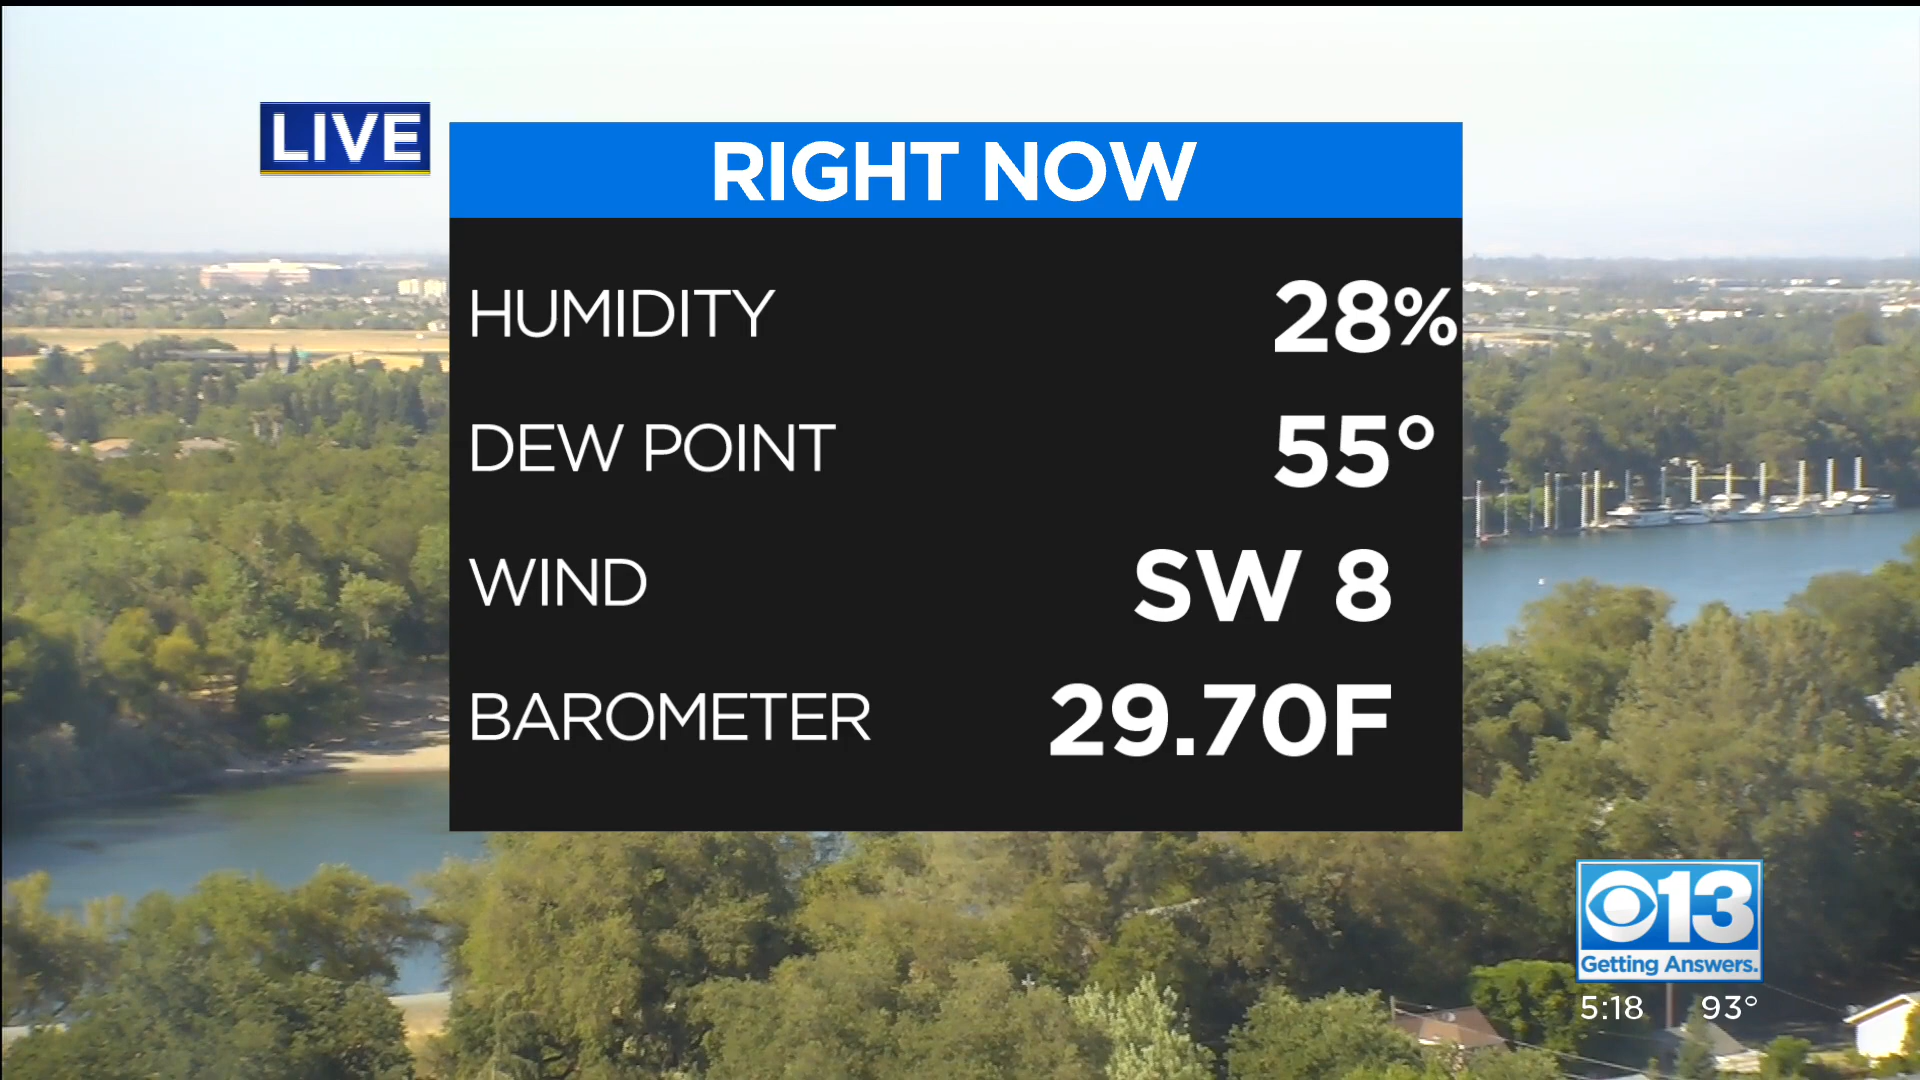 LIVE
RIGHT NOW
HUMIDITY 28%
DEW POINT 55°
WIND SW 8
BAROMETER 29.70F
13
Getting Answers.
5:18 93°